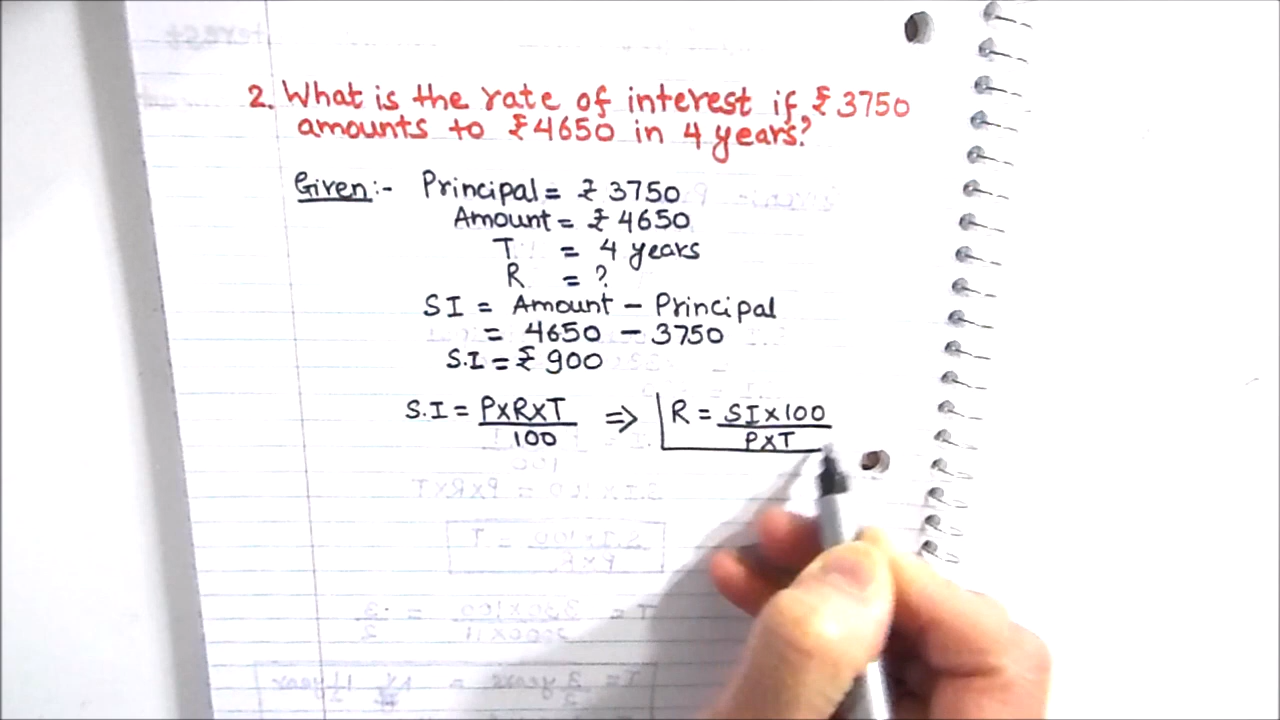 2. What is the rate of interest if, ₹ 3750
amounts to ₹ 4650 in 4 years?
Given:- Principal = ₹ 3750
Amount = ₹ 4650
T = 4 years
R = ?
SI = Amount - Principal
= 4650 - 3750
S.I = ₹ 900
S.I = PXRXT / 100 => R = SIX100 / PXT